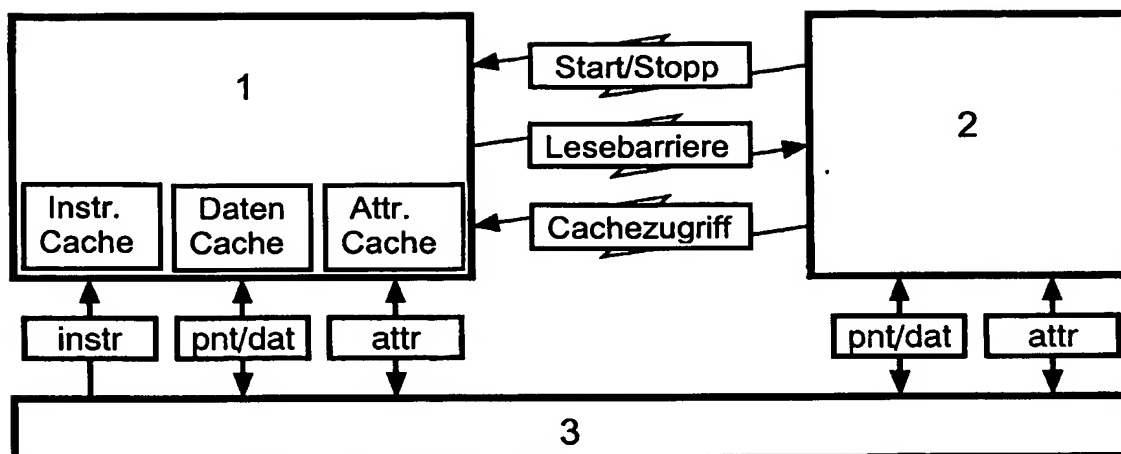 1
Start/Stopp
2
Lesebarriere
Instr.
Cache
Daten
Cache
Attr.
Cache
Cachezugriff
instr
pnt/dat
attr
pnt/dat
attr
3